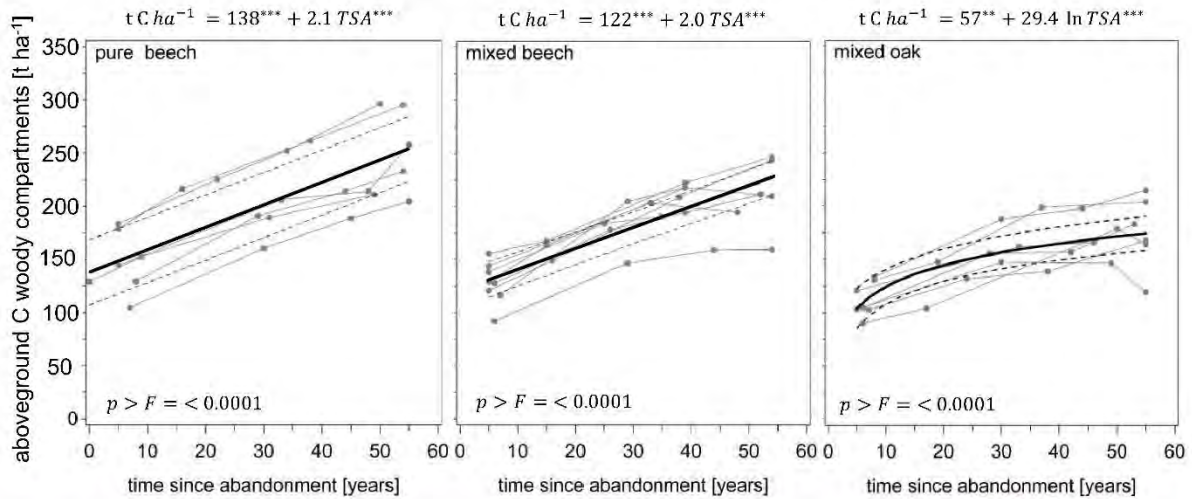 t C ha⁻¹ = 138*** + 2.1 TSA***
t C ha⁻¹ = 122*** + 2.0 TSA***
t C ha⁻¹ = 57** + 29.4 ln TSA***
aboveground C woody compartments [t ha⁻¹]
350
300
250
200
150
100
50
0
pure beech
p > F = < 0.0001
0 10 20 30 40 50 60
time since abandonment [years]
mixed beech
p > F = < 0.0001
0 10 20 30 40 50 60
time since abandonment [years]
mixed oak
p > F = < 0.0001
0 10 20 30 40 50 60
time since abandonment [years]